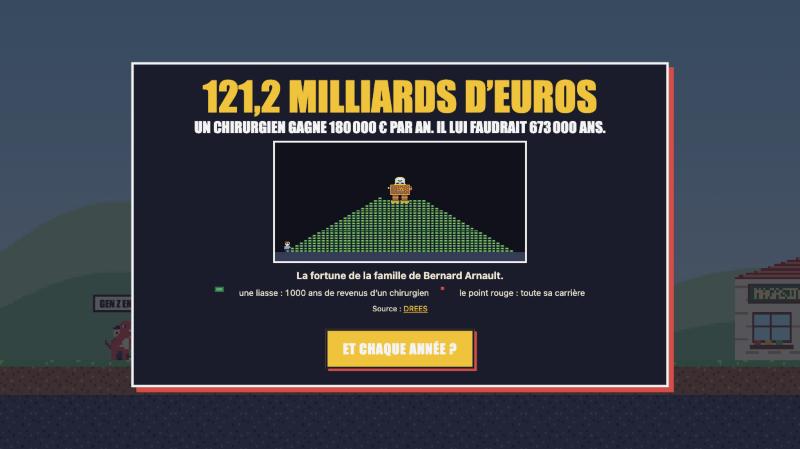 121,2 MILLIARDS D'EUROS
UN CHIRURGIEN GAGNE 180 000 € PAR AN. IL LUI FAUDRAIT 673 000 ANS.
La fortune de la famille de Bernard Arnault.
une liasse : 1000 ans de revenus d'un chirurgien le point rouge : toute sa carrière
Source : DREES
GEN Z EN
MAGASIN
ET CHAQUE ANNÉE ?